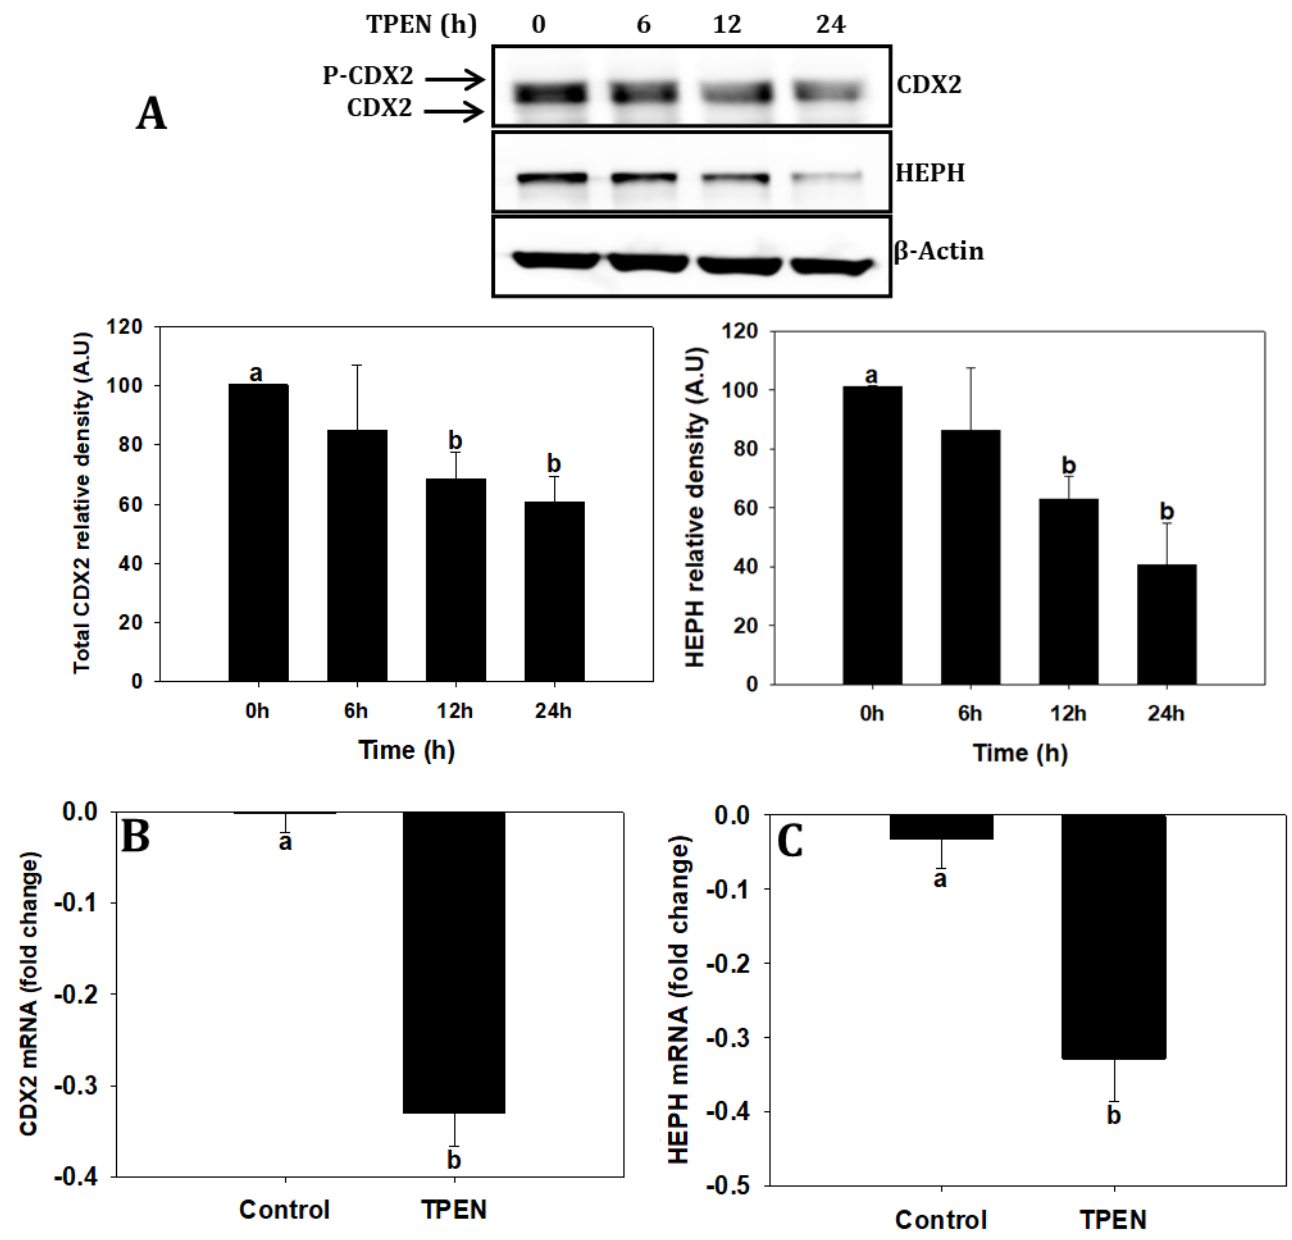 TPEN (h) 0 6 12 24
P-CDX2
CDX2
CDX2
A
HEPH
β-Actin
Total CDX2 relative density (A.U)
120
100
80
60
40
20
0
a
b
b
0h 6h 12h 24h
Time (h)
HEPH relative density (A.U)
120
100
80
60
40
20
0
a
b
b
0h 6h 12h 24h
Time (h)
B
CDX2 mRNA (fold change)
0.0
-0.1
-0.2
-0.3
-0.4
a
b
Control TPEN
C
HEPH mRNA (fold change)
0.0
-0.1
-0.2
-0.3
-0.4
-0.5
a
b
Control TPEN